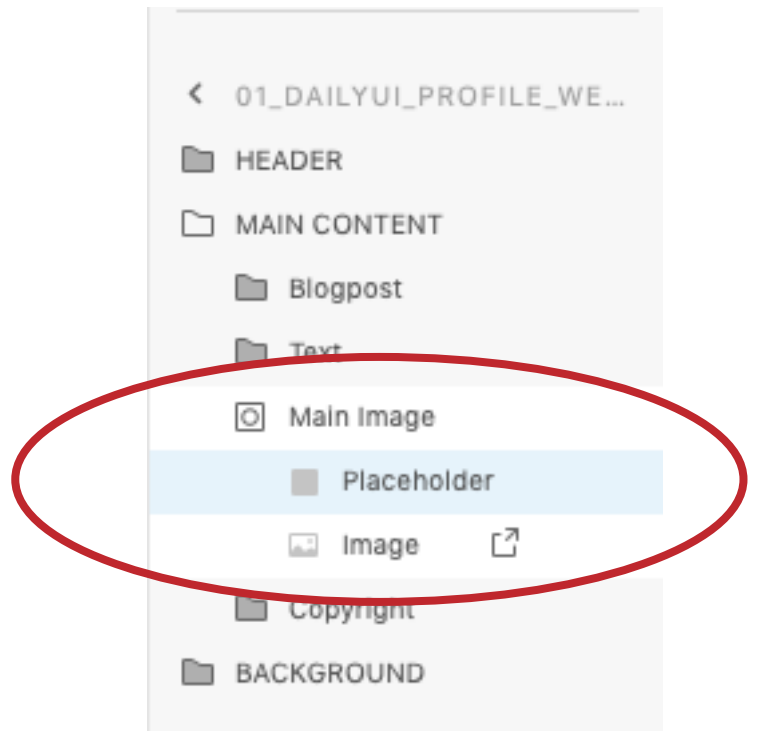 01_DAILYUI_PROFILE_WE...
HEADER
MAIN CONTENT
Blogpost
Text
Main Image
Placeholder
Image
Copyright
BACKGROUND